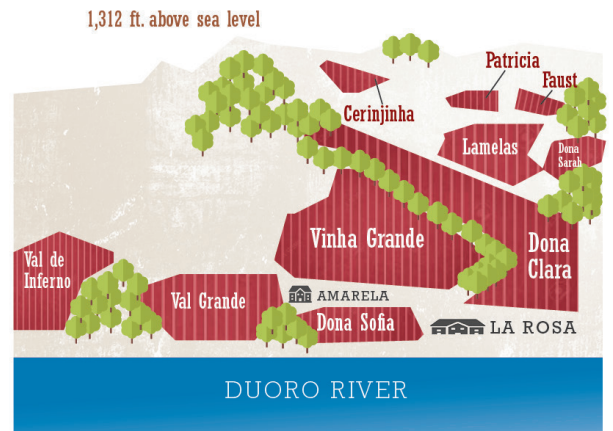 1,312 ft. above sea level
Patricia
Faust
Cerinjinha
Lamelas
Dona
Sarah
Vinha Grande
Dona
Clara
Val de
Inferno
Val Grande
AMARELA
Dona Sofia
LA ROSA
DUORO RIVER